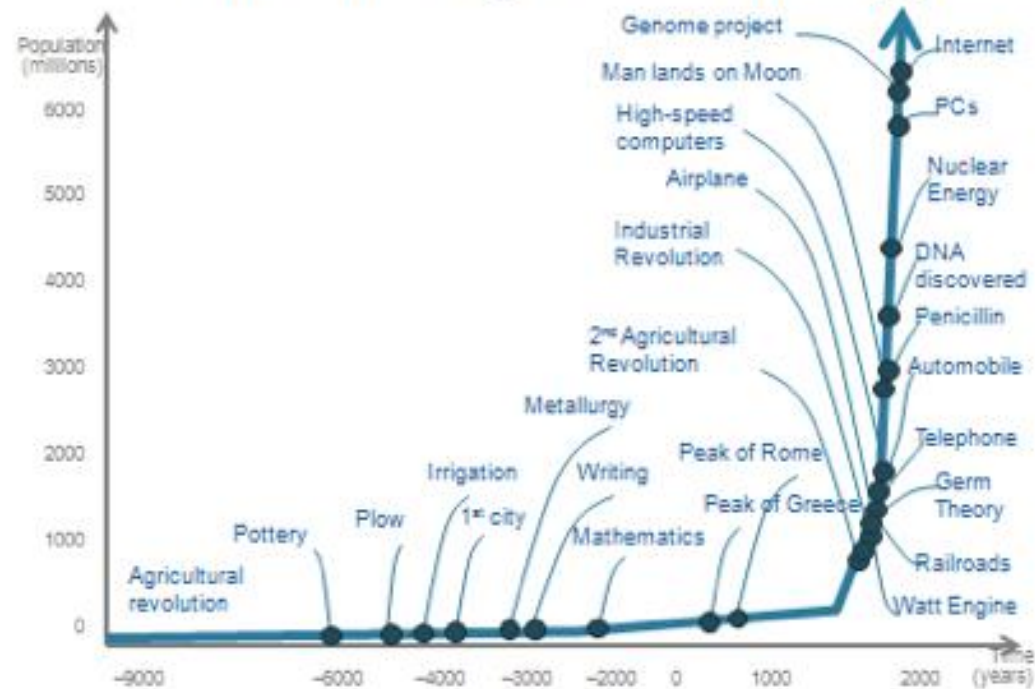 Population
(millions)
6000
5000
4000
3000
2000
1000
0
Genome project
Man lands on Moon
High-speed
computers
Airplane
Industrial
Revolution
2nd Agricultural
Revolution
Metallurgy
Irrigation
Writing
Peak of Rome
Plow
1st city
Peak of Greece
Pottery
Mathematics
Agricultural
revolution
Internet
PCs
Nuclear
Energy
DNA
discovered
Penicillin
Automobile
Telephone
Germ
Theory
Railroads
Watt Engine
–9000
–6000
–4000
–3000
–2000
0
1000
2000
Time
(years)